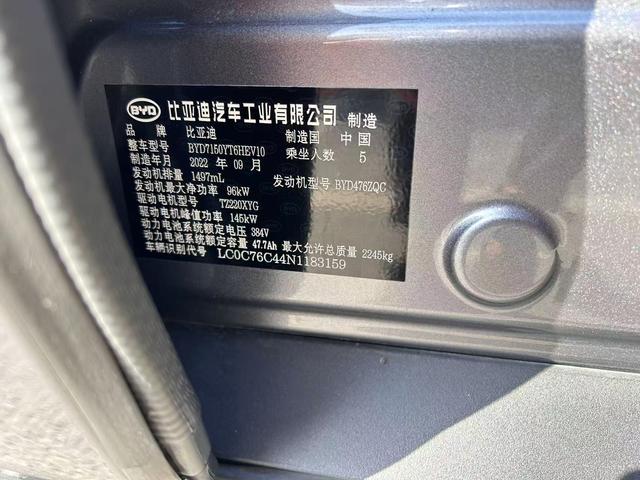 BYD 比亚迪汽车工业有限公司 制造
品牌 比亚迪 制造国 中国
整车型号 BYD7150YT6HEV10 乘坐人数 5
制造年月 2022 年 09 月
发动机排量 1497mL 发动机型号 BYD476ZQC
发动机最大净功率 96kW
驱动电机型号 TZ220XYG
驱动电机峰值功率 145kW
动力电池系统额定电压 384V
动力电池系统额定容量 47.7Ah 最大允许总质量 2245kg
车辆识别代号 LC0C76C44N1183159